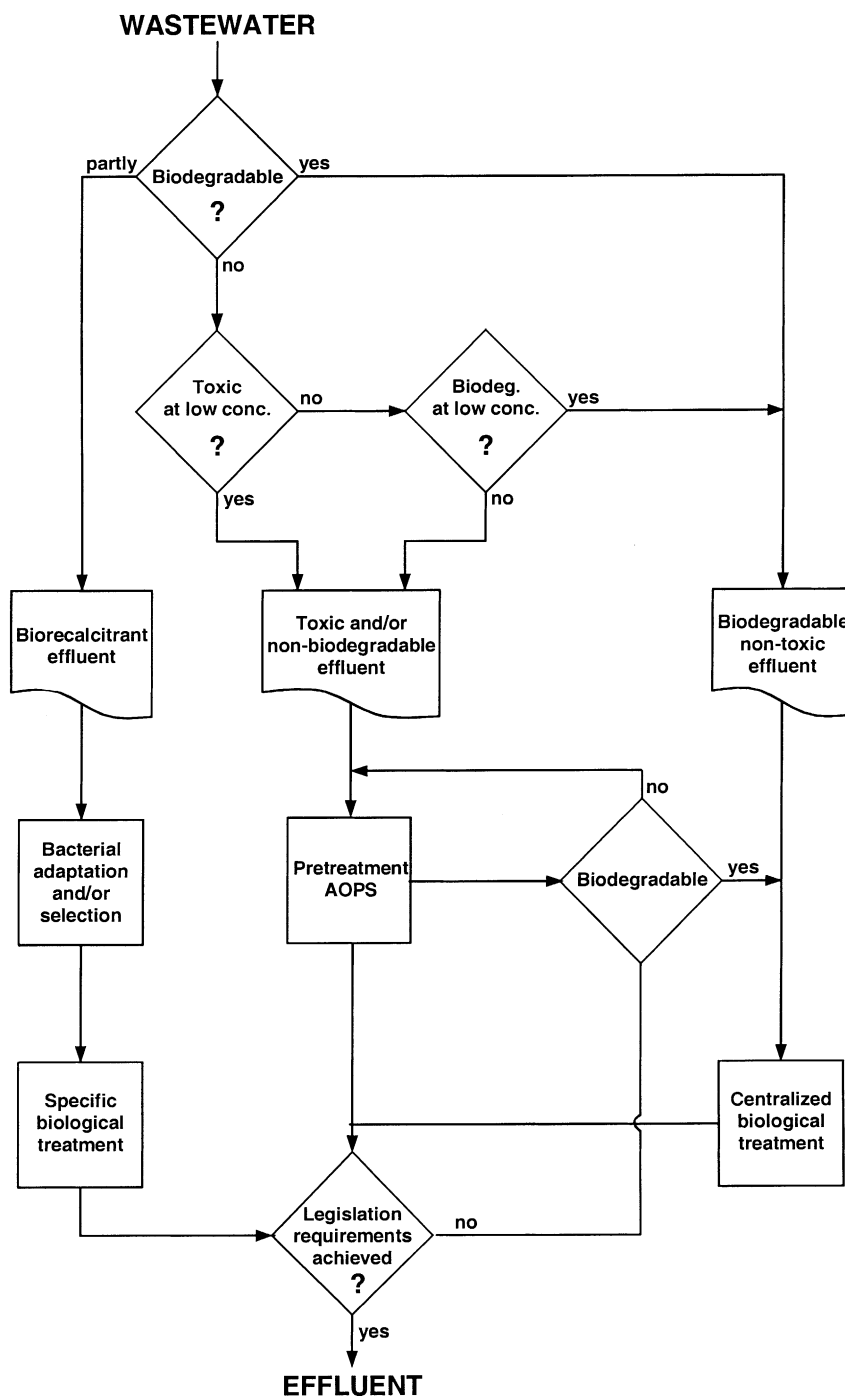 WASTEWATER
partly
Biodegradable
?
yes
no
Toxic
at low conc.
?
no
yes
Biodeg.
at low conc.
?
yes
no
Biorecalcitrant
effluent
Toxic and/or
non-biodegradable
effluent
Biodegradable
non-toxic
effluent
Bacterial
adaptation
and/or
selection
Pretreatment
AOPS
no
Biodegradable
yes
Specific
biological
treatment
Centralized
biological
treatment
Legislation
requirements
achieved
?
no
yes
EFFLUENT